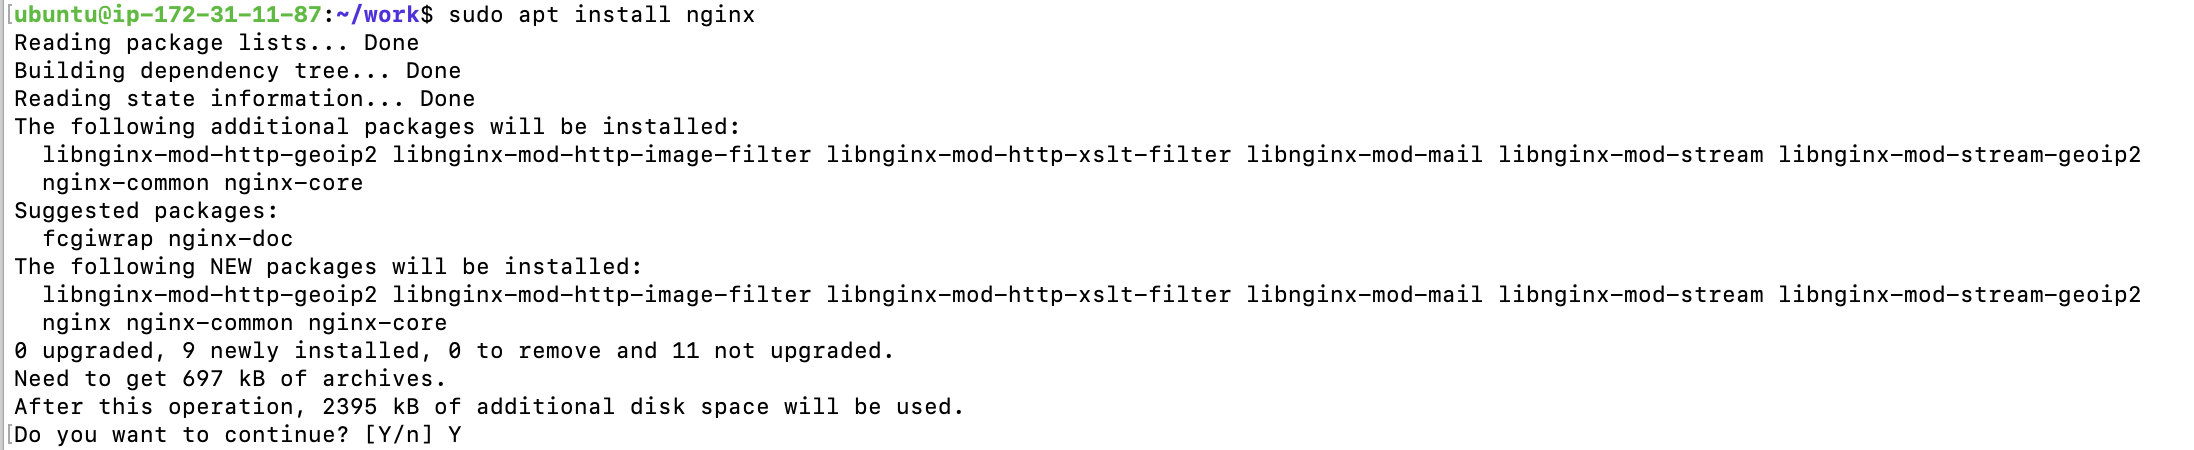 ubuntu@ip-172-31-11-87:~/work$ sudo apt install nginx
Reading package lists... Done
Building dependency tree... Done
Reading state information... Done
The following additional packages will be installed:
  libnginx-mod-http-geoip2 libnginx-mod-http-image-filter libnginx-mod-http-xslt-filter libnginx-mod-mail libnginx-mod-stream libnginx-mod-stream-geoip2
  nginx-common nginx-core
Suggested packages:
  fcgiwrap nginx-doc
The following NEW packages will be installed:
  libnginx-mod-http-geoip2 libnginx-mod-http-image-filter libnginx-mod-http-xslt-filter libnginx-mod-mail libnginx-mod-stream libnginx-mod-stream-geoip2
  nginx nginx-common nginx-core
0 upgraded, 9 newly installed, 0 to remove and 11 not upgraded.
Need to get 697 kB of archives.
After this operation, 2395 kB of additional disk space will be used.
Do you want to continue? [Y/n] Y